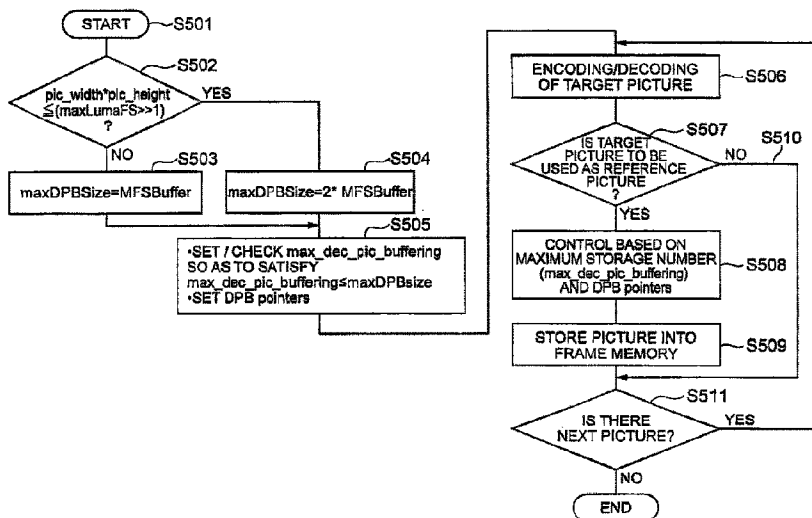 START
S501
S502
pic_width*pic_height
≦(maxLumaFS>>1)
?
YES
NO
S503
maxDPBSize=MFSBuffer
S504
maxDPBSize=2* MFSBuffer
S505
•SET / CHECK max_dec_pic_buffering
SO AS TO SATISFY
max_dec_pic_buffering≤maxDPBsize
•SET DPB pointers
ENCODING/DECODING
OF TARGET PICTURE
S506
S507
IS TARGET
PICTURE TO BE
USED AS REFERENCE
PICTURE
?
NO
S510
YES
CONTROL BASED ON
MAXIMUM STORAGE NUMBER
(max_dec_pic_buffering)
AND DPB pointers
S508
STORE PICTURE INTO
FRAME MEMORY
S509
S511
IS THERE
NEXT PICTURE?
YES
NO
END